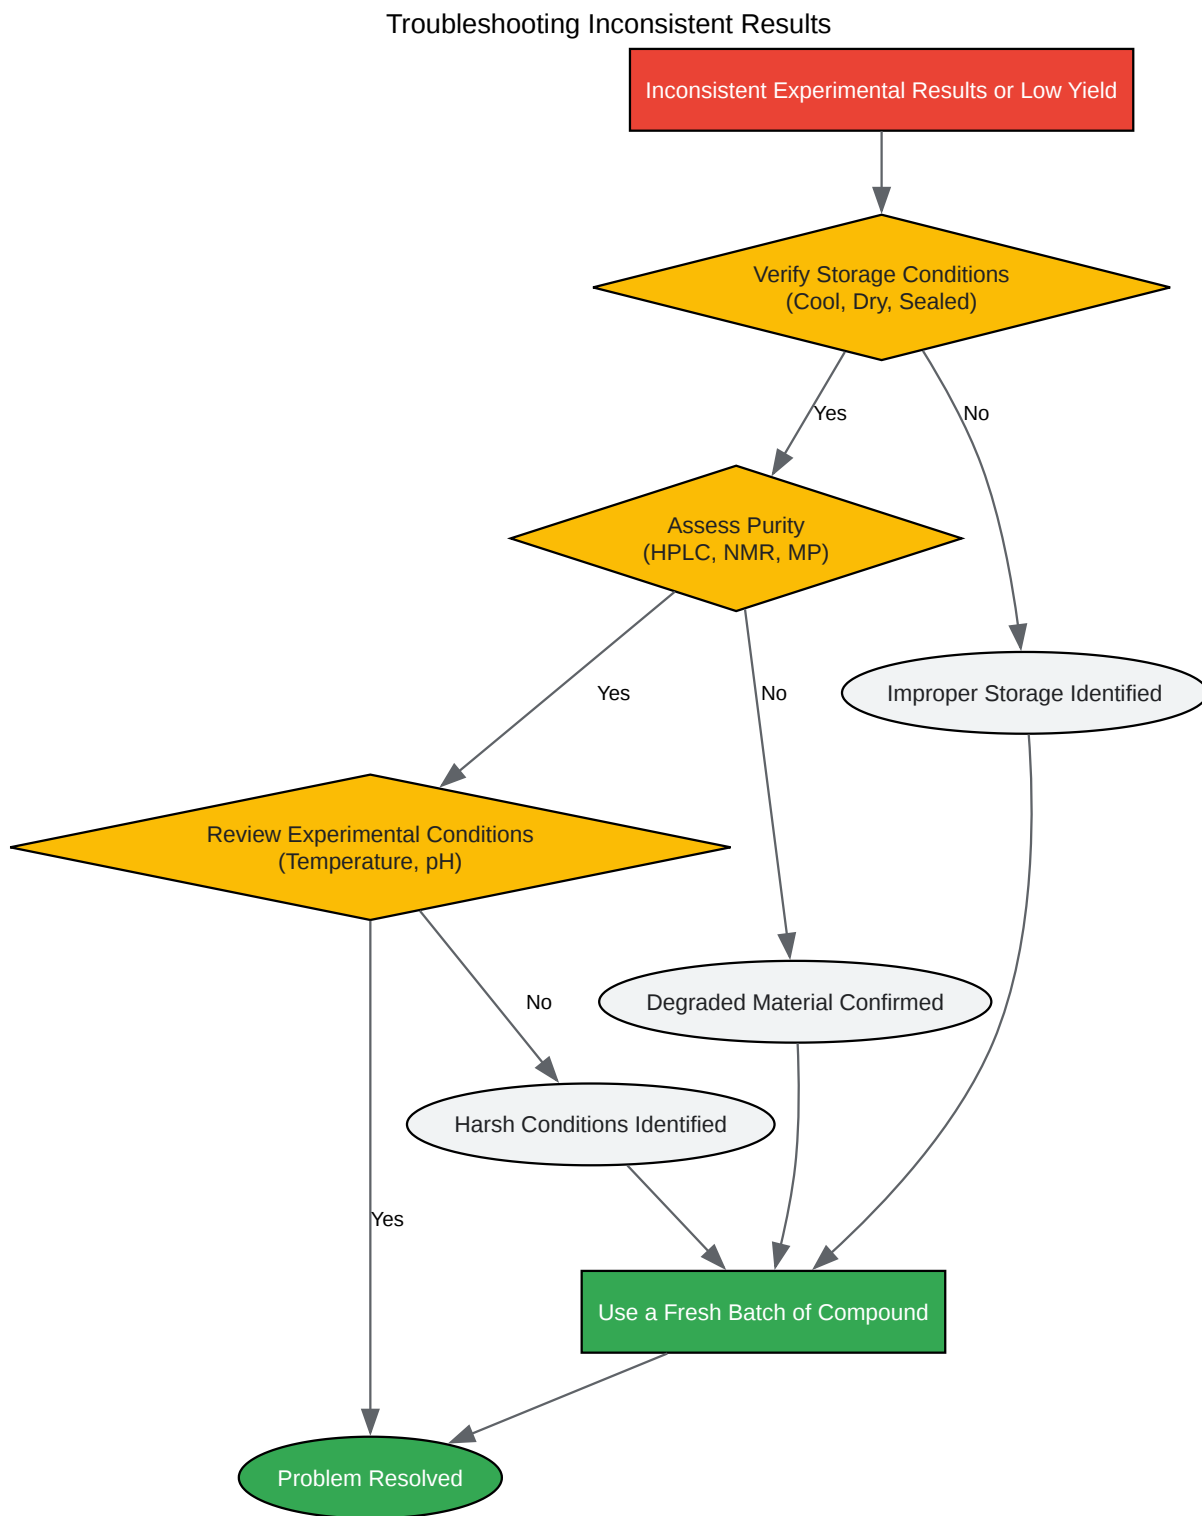 Troubleshooting Inconsistent Results
Inconsistent Experimental Results or Low Yield
Verify Storage Conditions
(Cool, Dry, Sealed)
Yes
No
Assess Purity
(HPLC, NMR, MP)
Yes
No
Improper Storage Identified
Review Experimental Conditions
(Temperature, pH)
No
Degraded Material Confirmed
Harsh Conditions Identified
Yes
Use a Fresh Batch of Compound
Problem Resolved